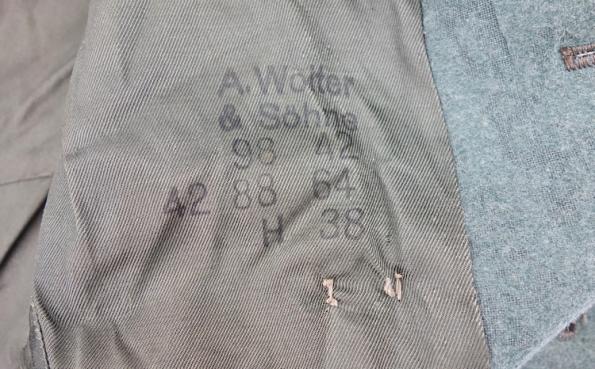 A. Wolter
& Söhne
98 42
42 88 64
H 38